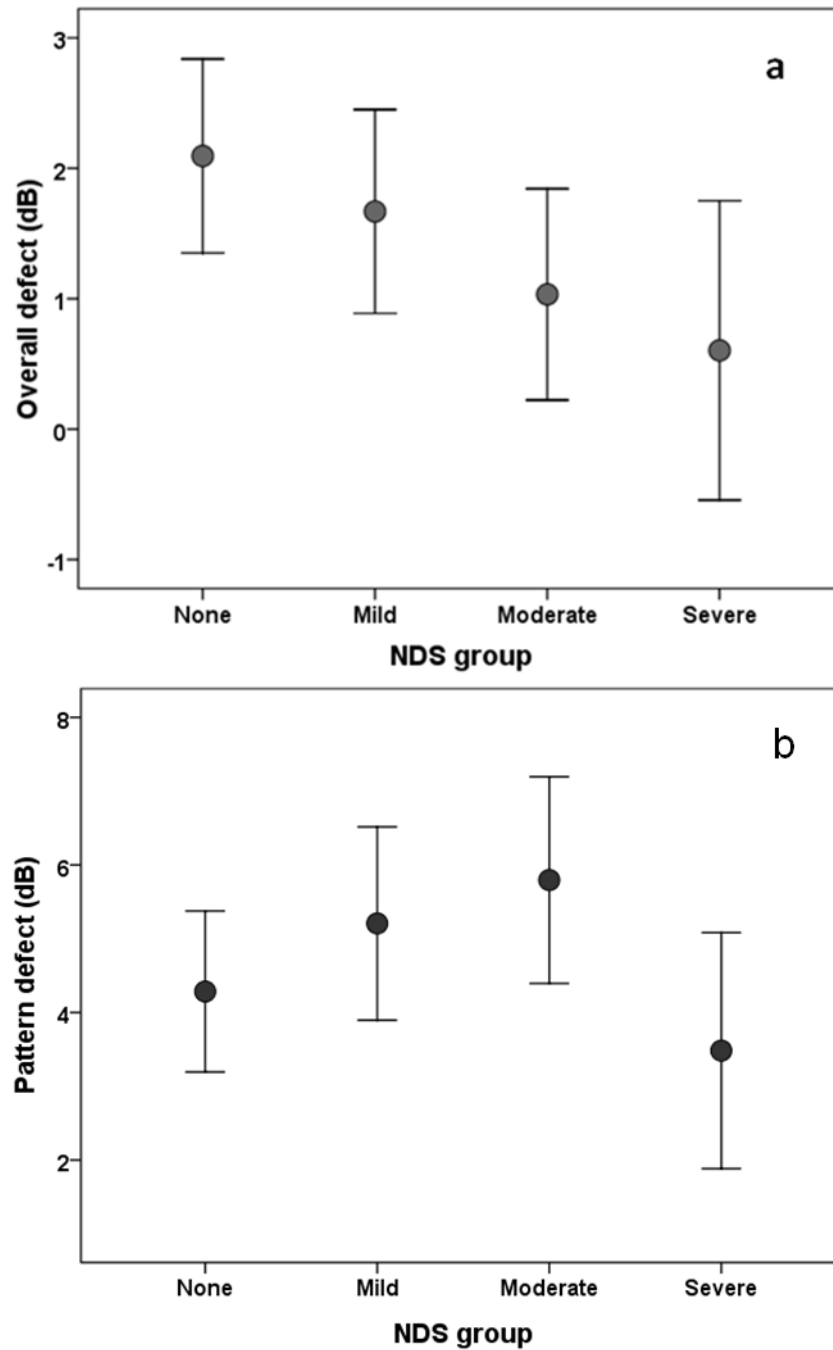 a
3
2
1
0
-1
Overall defect (dB)
None Mild Moderate Severe
NDS group
b
8
6
4
2
Pattern defect (dB)
None Mild Moderate Severe
NDS group